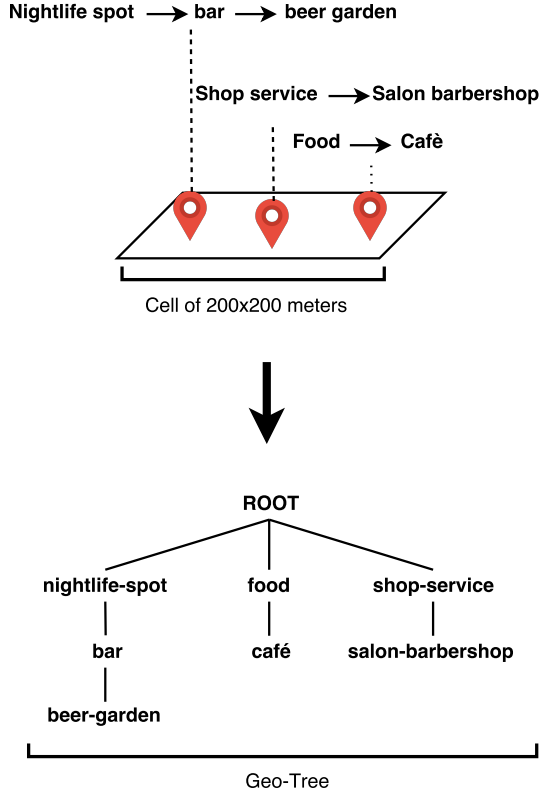 Nightlife spot bar beer garden
Shop service Salon barbershop
Food Cafè
Cell of 200x200 meters
ROOT
nightlife-spot food shop-service
bar café salon-barbershop
beer-garden
Geo-Tree